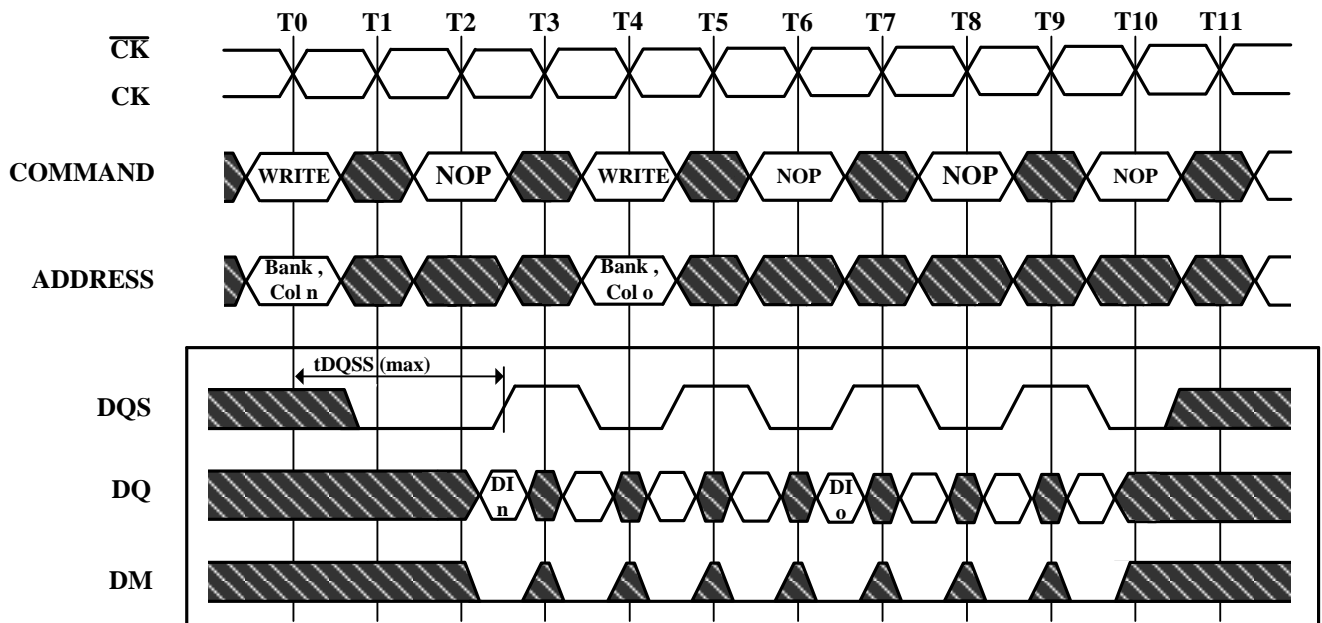 T0 T1 T2 T3 T4 T5 T6 T7 T8 T9 T10 T11
CK
CK
COMMAND WRITE NOP WRITE NOP NOP NOP
ADDRESS Bank , Col n Bank , Col o
tDQSS (max)
DQS
DQ DI n DI o
DM